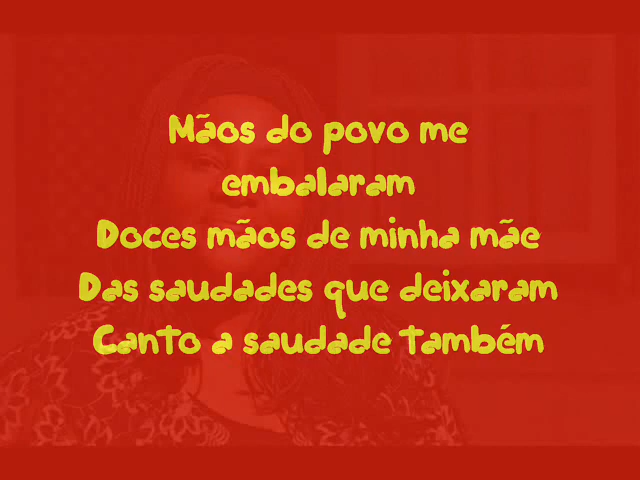 Mãos do povo me
embalaram
Doces mãos de minha mãe
Das saudades que deixaram
Canto a saudade também